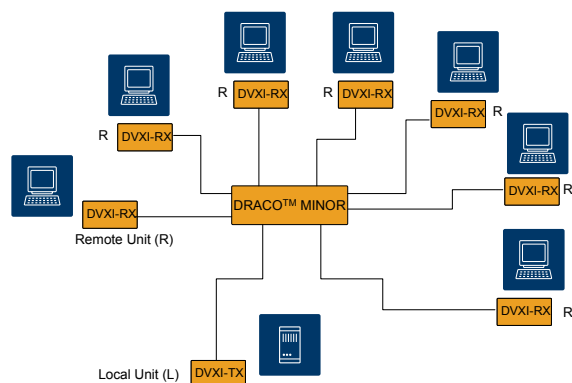 R DVXI-RX
R DVXI-RX
DVXI-RX R
R DVXI-RX
DVXI-RX R
DVXI-RX
Remote Unit (R)
DRACO™ MINOR
DVXI-RX R
Local Unit (L) DVXI-TX